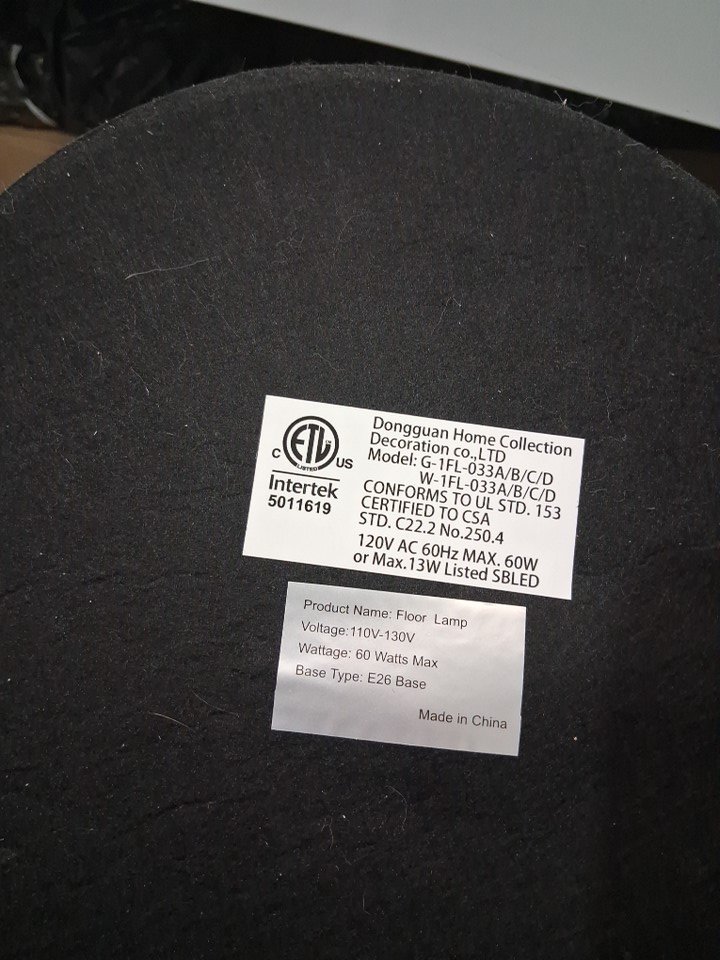 ETL
LISTED
C
US
Intertek
5011619
Dongguan Home Collection
Decoration co.,LTD
Model: G-1FL-033A/B/C/D
W-1FL-033A/B/C/D
CONFORMS TO UL STD. 153
CERTIFIED TO CSA
STD. C22.2 No.250.4
120V AC 60Hz MAX. 60W
or Max.13W Listed SBLED
Product Name: Floor Lamp
Voltage:110V-130V
Wattage: 60 Watts Max
Base Type: E26 Base
Made in China